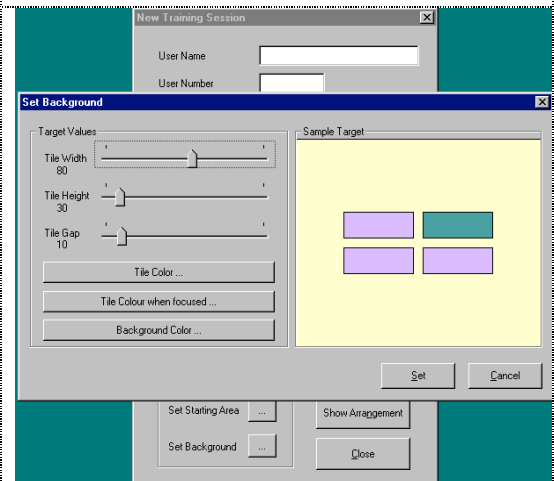 New Training Session
User Name
User Number
Set Background
Target Values
Sample Target
Tile Width
80
Tile Height
30
Tile Gap
10
Tile Color ...
Tile Colour when focused ...
Background Color ...
Set
Cancel
Set Starting Area
...
Show Arrangement
Set Background
...
Close